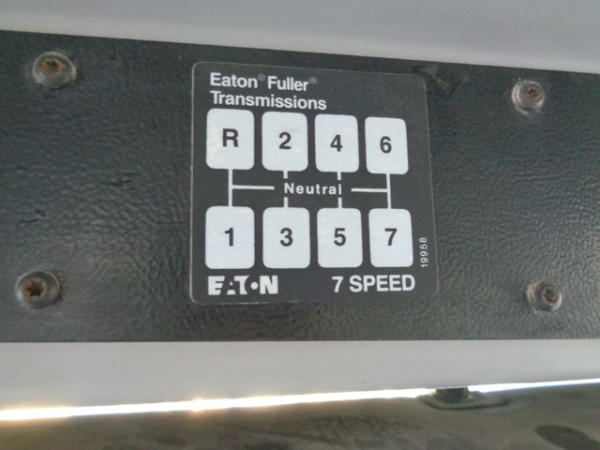 Eaton® Fuller®
Transmissions
R 2 4 6
Neutral
1 3 5 7
19958
EATON 7 SPEED